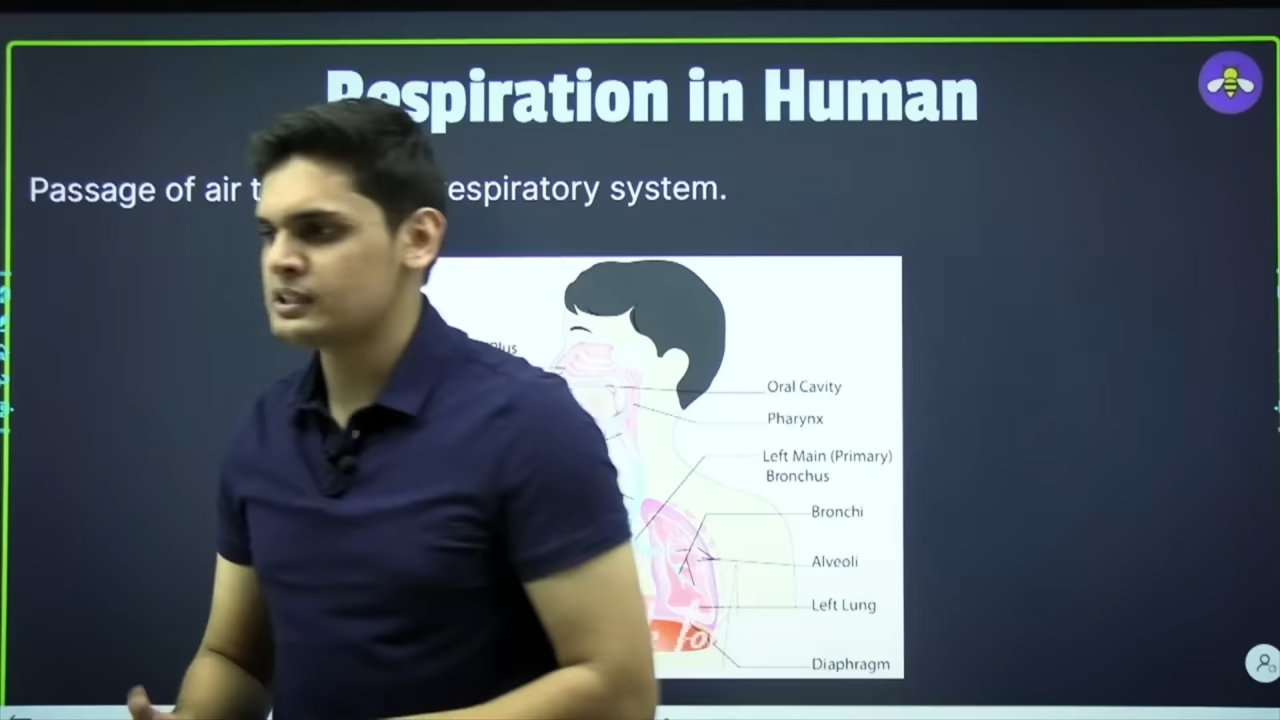 Respiration in Human
Passage of air t espiratory system.
Plus
Oral Cavity
Pharynx
Left Main (Primary)
Bronchus
Bronchi
Alveoli
Left Lung
Diaphragm